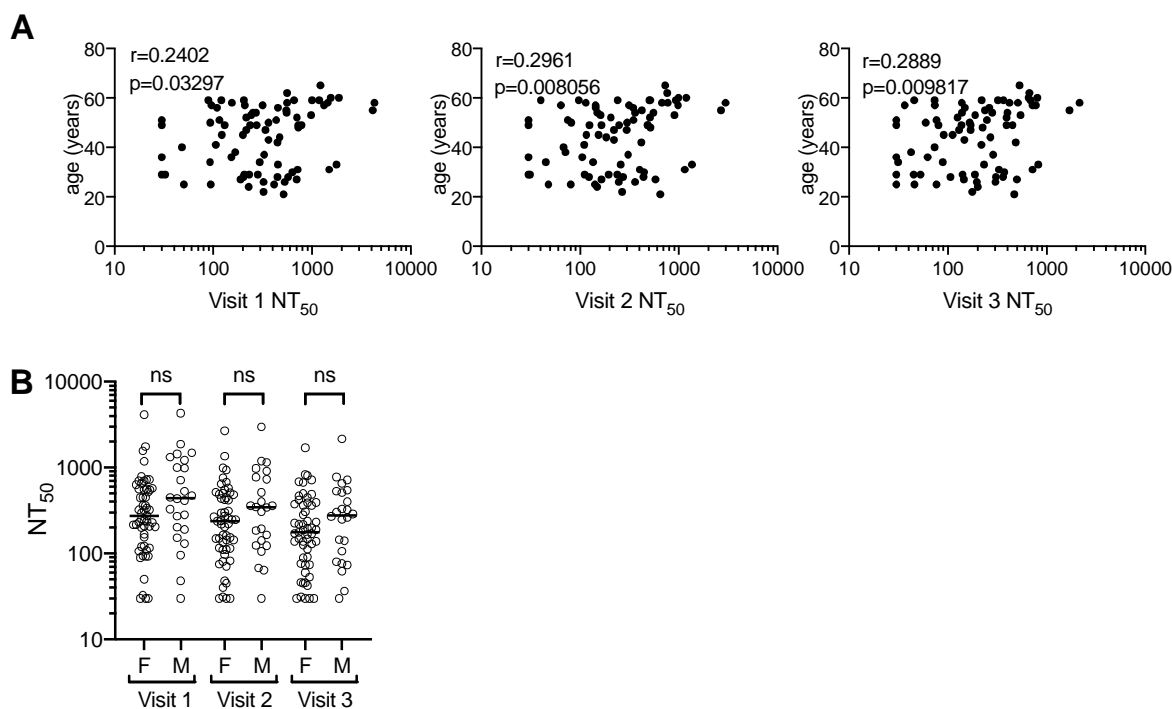 A
r=0.2402
p=0.03297
80
60
40
20
0
age (years)
10 100 1000 10000
Visit 1 NT50
r=0.2961
p=0.008056
80
60
40
20
0
age (years)
10 100 1000 10000
Visit 2 NT50
r=0.2889
p=0.009817
80
60
40
20
0
age (years)
10 100 1000 10000
Visit 3 NT50
B
ns ns ns
10000
1000
100
10
NT50
F M F M F M
Visit 1 Visit 2 Visit 3